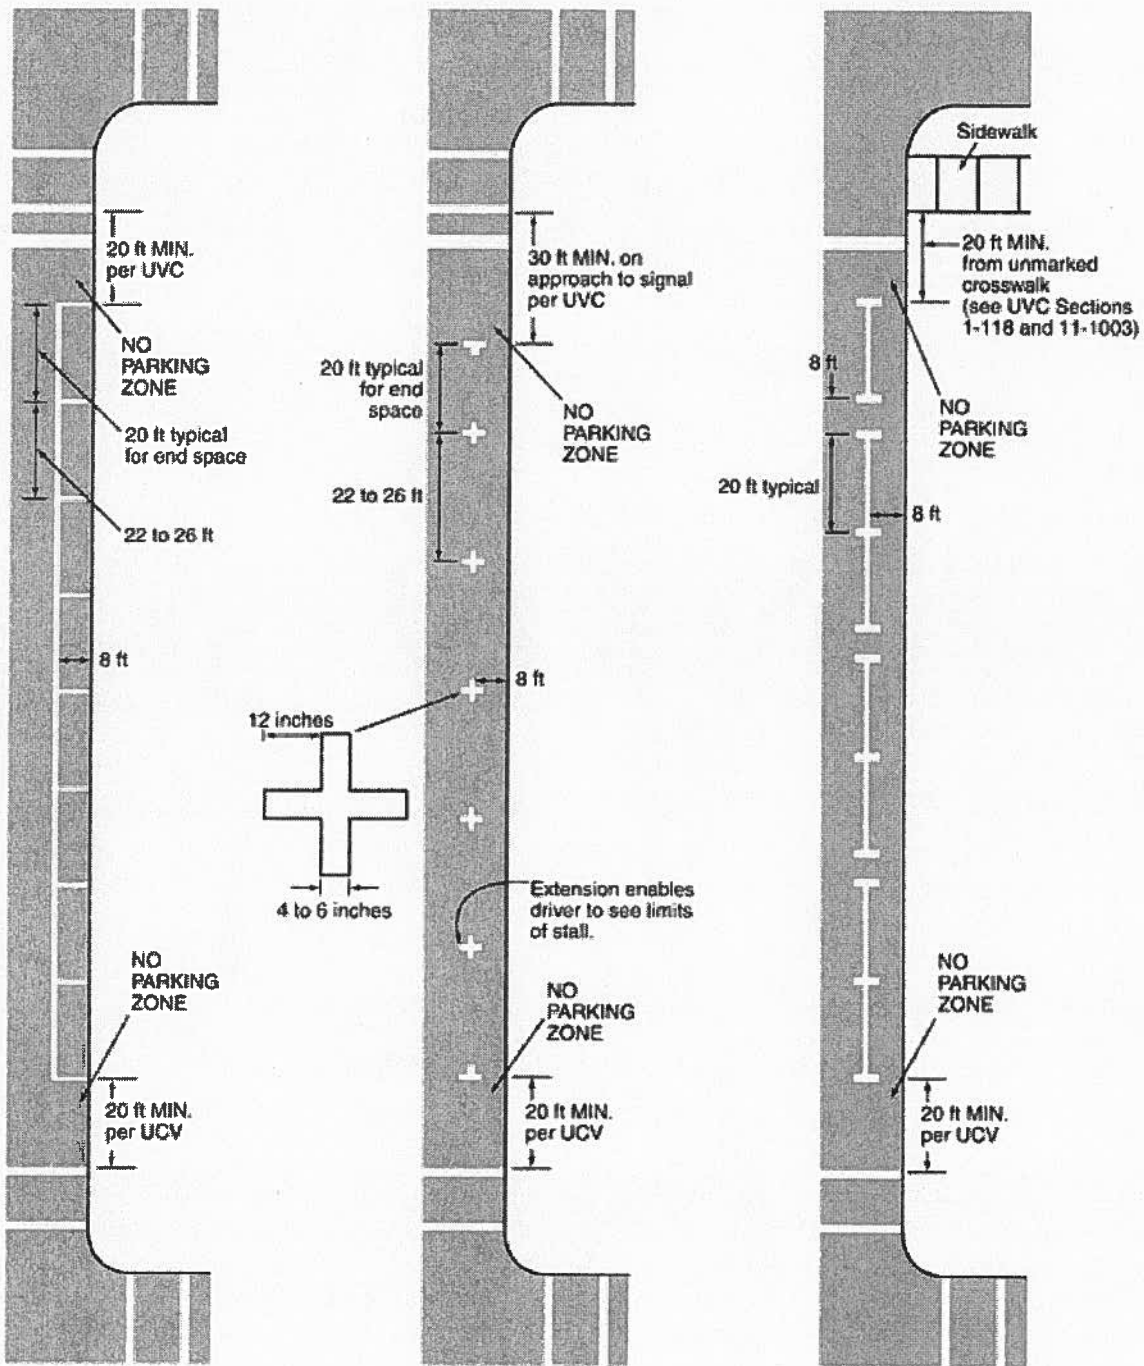 20 ft MIN.
per UVC
NO
PARKING
ZONE
20 ft typical
for end space
22 to 26 ft
8 ft
NO
PARKING
ZONE
20 ft MIN.
per UCV
30 ft MIN. on
approach to signal
per UVC
20 ft typical
for end
space
NO
PARKING
ZONE
22 to 26 ft
8 ft
12 inches
4 to 6 inches
Extension enables
driver to see limits
of stall.
NO
PARKING
ZONE
20 ft MIN.
per UCV
Sidewalk
20 ft MIN.
from unmarked
crosswalk
(see UVC Sections
1-118 and 11-1003)
8 ft
NO
PARKING
ZONE
20 ft typical
8 ft
NO
PARKING
ZONE
20 ft MIN.
per UCV